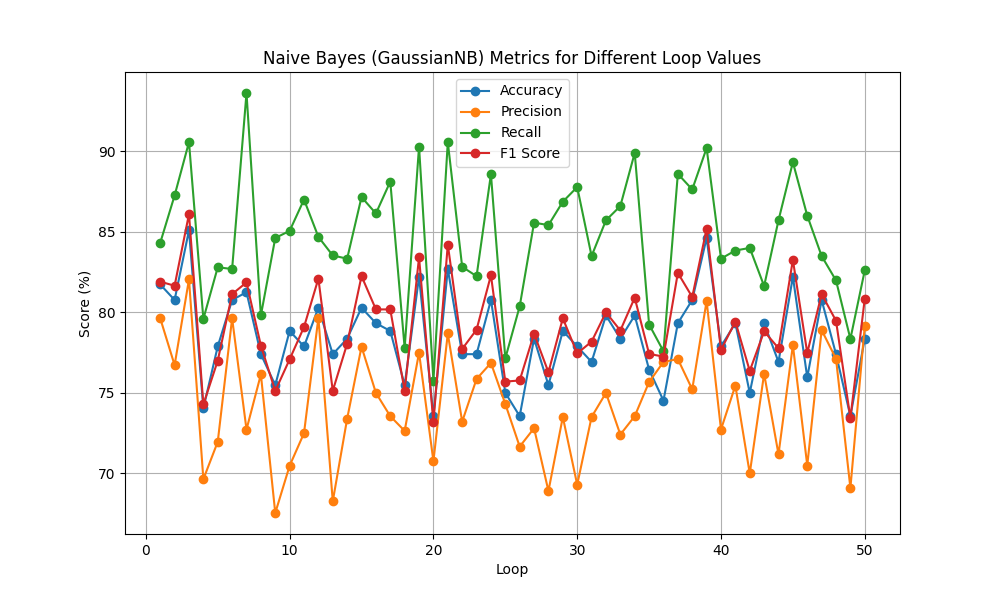 Naive Bayes (GaussianNB) Metrics for Different Loop Values
Accuracy
Precision
Recall
F1 Score
Score (%)
90
85
80
75
70
0 10 20 30 40 50
Loop